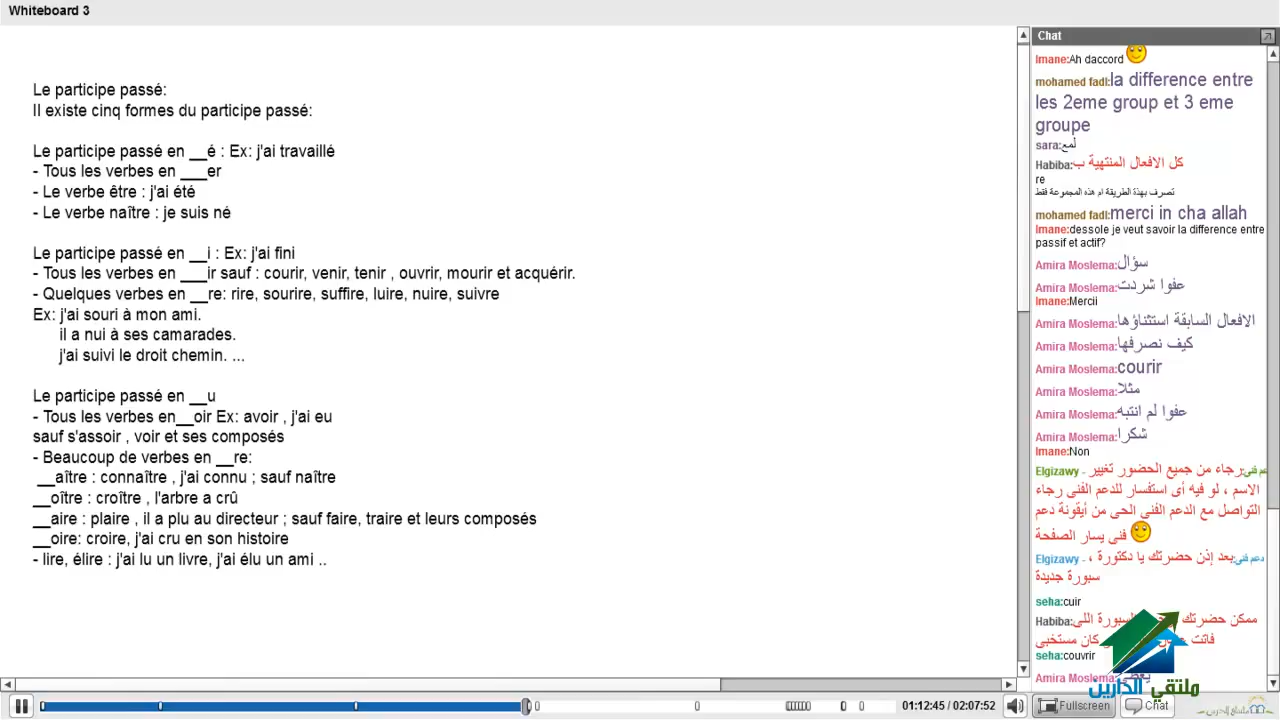 Whiteboard 3
Le participe passé:
Il existe cinq formes du participe passé:
Le participe passé en __é : Ex: j'ai travaillé
- Tous les verbes en ___er
- Le verbe être : j'ai été
- Le verbe naître : je suis né
Le participe passé en __i : Ex: j'ai fini
- Tous les verbes en ___ir sauf : courir, venir, tenir , ouvrir, mourir et acquérir.
- Quelques verbes en __re: rire, sourire, suffire, luire, nuire, suivre
Ex: j'ai souri à mon ami.
il a nui à ses camarades.
j'ai suivi le droit chemin. ...
Le participe passé en __u
- Tous les verbes en__oir Ex: avoir , j'ai eu
sauf s'assoir , voir et ses composés
- Beaucoup de verbes en __re:
__aître : connaître , j'ai connu ; sauf naître
__oître : croître , l'arbre a crû
__aire : plaire , il a plu au directeur ; sauf faire, traire et leurs composés
__oire: croire, j'ai cru en son histoire
- lire, élire : j'ai lu un livre, j'ai élu un ami ..
Chat
Imane:Ah daccord
mohamed fadl:la difference entre
les 2eme group et 3 eme
groupe
sara:لمع
Habiba:كل الافعال المنتهية ب
re
تصرف بهذة الطريقة ام هذه المجموعة فقط
mohamed fadl:merci in cha allah
Imane:dessole je veut savoir la difference entre
passif et actif?
Amira Moslema:سؤال
Amira Moslema:عفوا شردت
Imane:Mercii
Amira Moslema:الافعال السابقة استثناؤها
Amira Moslema:كيف نصرفها
Amira Moslema:courir
Amira Moslema:مثلا
Amira Moslema:عفوا لم انتبه
Amira Moslema:شكرا
Imane:Non
Elgizawy - دعم فنى:رجاء من جميع الحضور تغيير
الاسم ، لو فيه أى استفسار للدعم الفنى رجاء
التواصل مع الدعم الفنى الحى من أيقونة دعم
فنى يسار الصفحة
Elgizawy - دعم فنى:بعد إذن حضرتك يا دكتورة ،
سبورة جديدة
seha:cuir
Habiba:ممكن حضرتك السبورة اللى
فاتت كان مستخبى
seha:couvrir
Amira Moslema:
ملتقي الدارين
01:12:45 / 02:07:52
Fullscreen
Chat